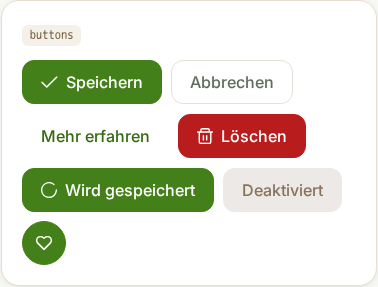 buttons
Speichern Abbrechen
Mehr erfahren Löschen
Wird gespeichert Deaktiviert